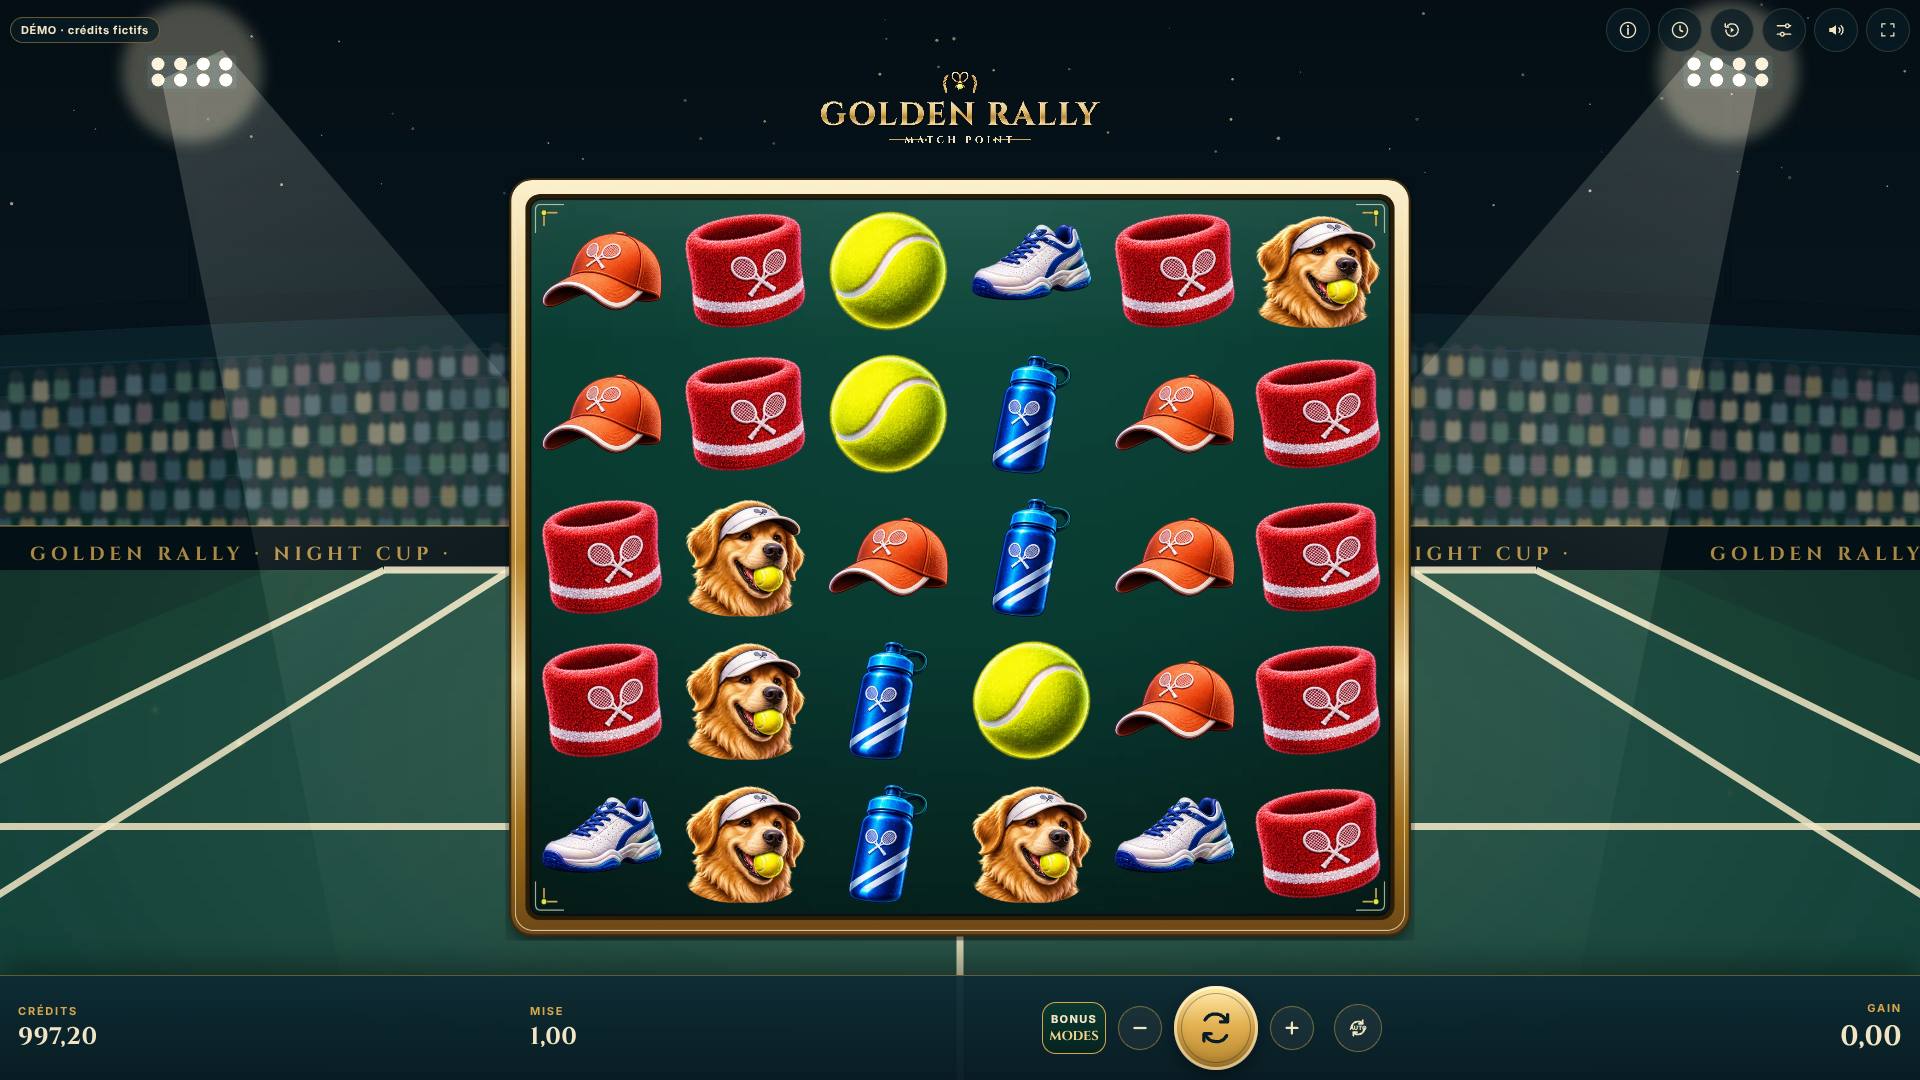 DÉMO · crédits fictifs
GOLDEN RALLY
MATCH POINT
GOLDEN RALLY · NIGHT CUP ·
IGHT CUP ·
GOLDEN RALLY
CRÉDITS
997,20
MISE
1,00
BONUS
MODES
AUTO
GAIN
0,00